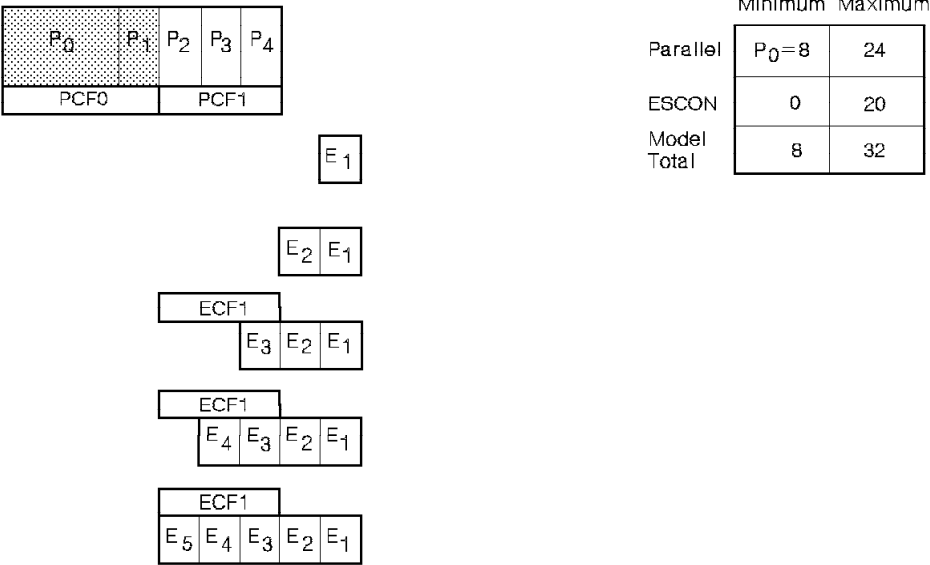 Minimum Maximum
P0 P1 P2 P3 P4
PCF0 PCF1
Parallel P0=8 24
ESCON 0 20
Model Total 8 32
E1
E2 E1
ECF1
E3 E2 E1
ECF1
E4 E3 E2 E1
ECF1
E5 E4 E3 E2 E1